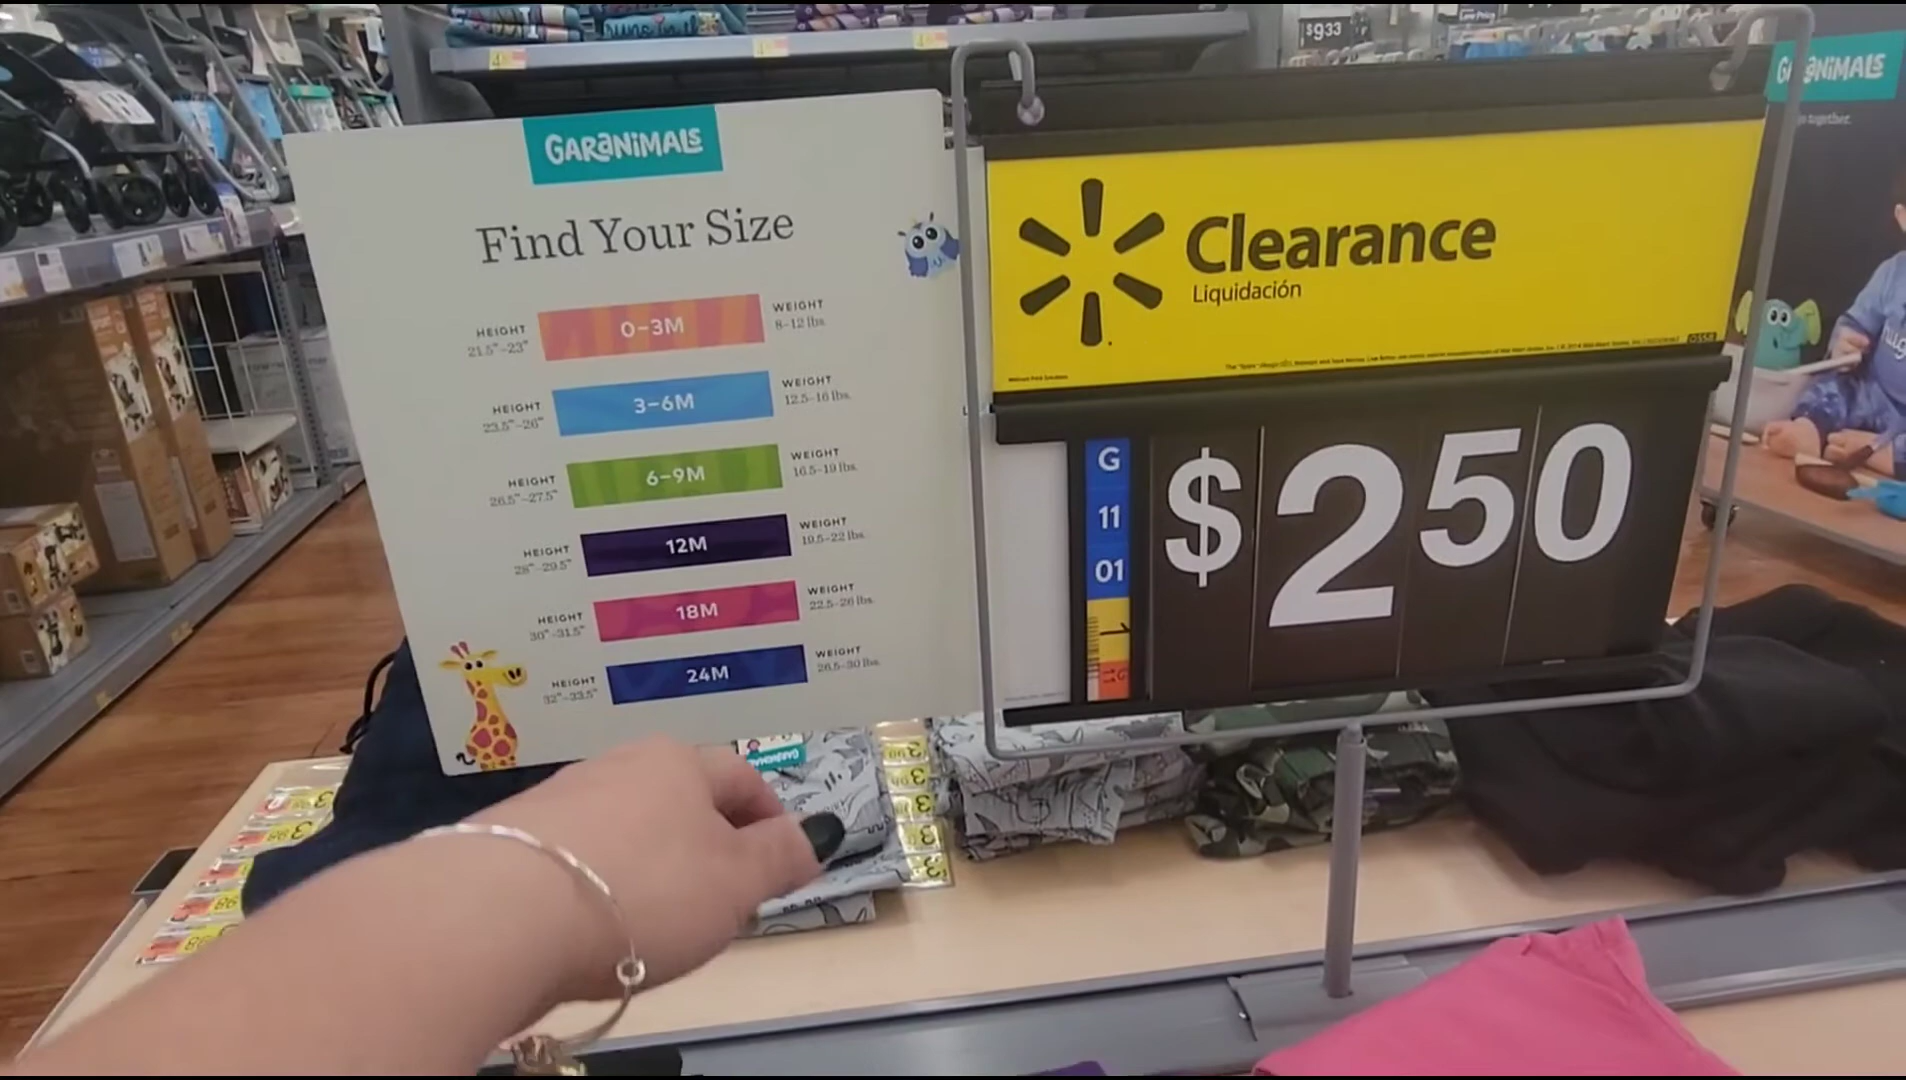 $933
GARANIMALS
Find Your Size
HEIGHT
21.5"-23"
0-3M
WEIGHT
8-12 lbs.
HEIGHT
23.5"-26"
3-6M
WEIGHT
12.5-16 lbs.
HEIGHT
26.5"-27.5"
6-9M
WEIGHT
16.5-19 lbs.
HEIGHT
28"-29.5"
12M
WEIGHT
19.5-22 lbs.
HEIGHT
30"-31.5"
18M
WEIGHT
22.5-26 lbs.
HEIGHT
32"-33.5"
24M
WEIGHT
26.5-30 lbs.
Clearance
Liquidación
G
11
01
$250
GARANIMALS
together.